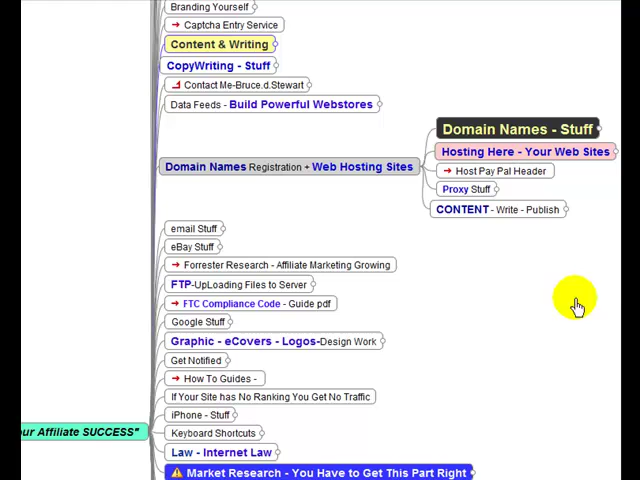 Branding Yourself
Captcha Entry Service
Content & Writing
CopyWriting - Stuff
Contact Me-Bruce.d.Stewart
Data Feeds - Build Powerful Webstores
Domain Names - Stuff
Hosting Here - Your Web Sites
Domain Names Registration + Web Hosting Sites
Host Pay Pal Header
Proxy Stuff
CONTENT - Write - Publish
email Stuff
eBay Stuff
Forrester Research - Affiliate Marketing Growing
FTP-UpLoading Files to Server
FTC Compliance Code - Guide pdf
Google Stuff
Graphic - eCovers - Logos-Design Work
Get Notified
How To Guides -
If Your Site has No Ranking You Get No Traffic
iPhone - Stuff
our Affiliate SUCCESS"
Keyboard Shortcuts
Law - Internet Law
Market Research - You Have to Get This Part Right